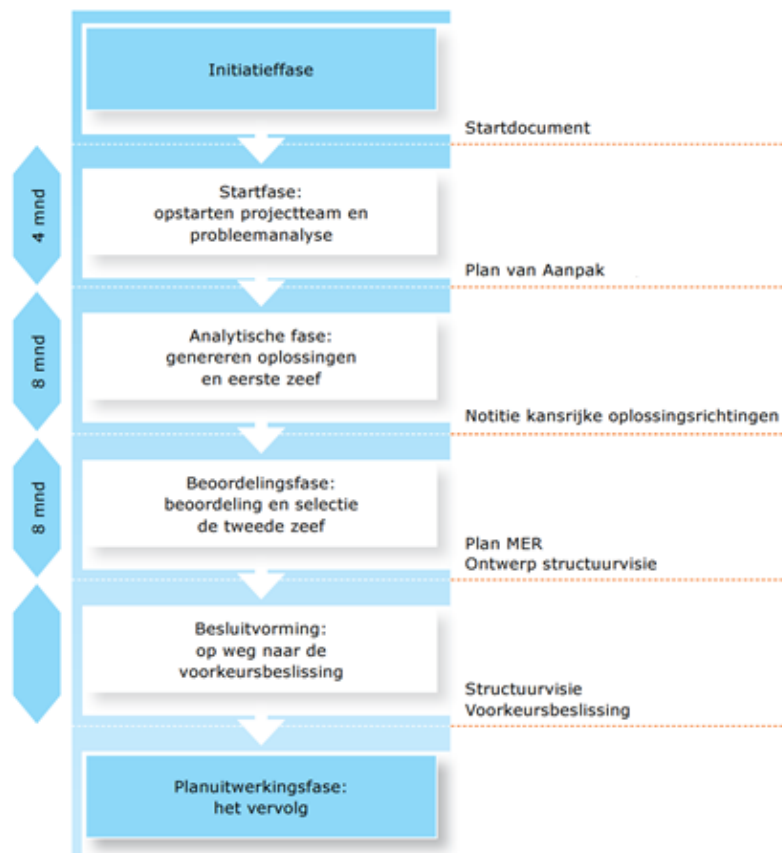 Initiatieffase
Startdocument
4 mnd
Startfase:
opstarten projectteam en
probleemanalyse
Plan van Aanpak
8 mnd
Analytische fase:
genereren oplossingen
en eerste zeef
Notitie kansrijke oplossingsrichtingen
8 mnd
Beoordelingsfase:
beoordeling en selectie
de tweede zeef
Plan MER
Ontwerp structuurvisie
Besluitvorming:
op weg naar de
voorkeursbeslissing
Structuurvisie
Voorkeursbeslissing
Planuitwerkingsfase:
het vervolg